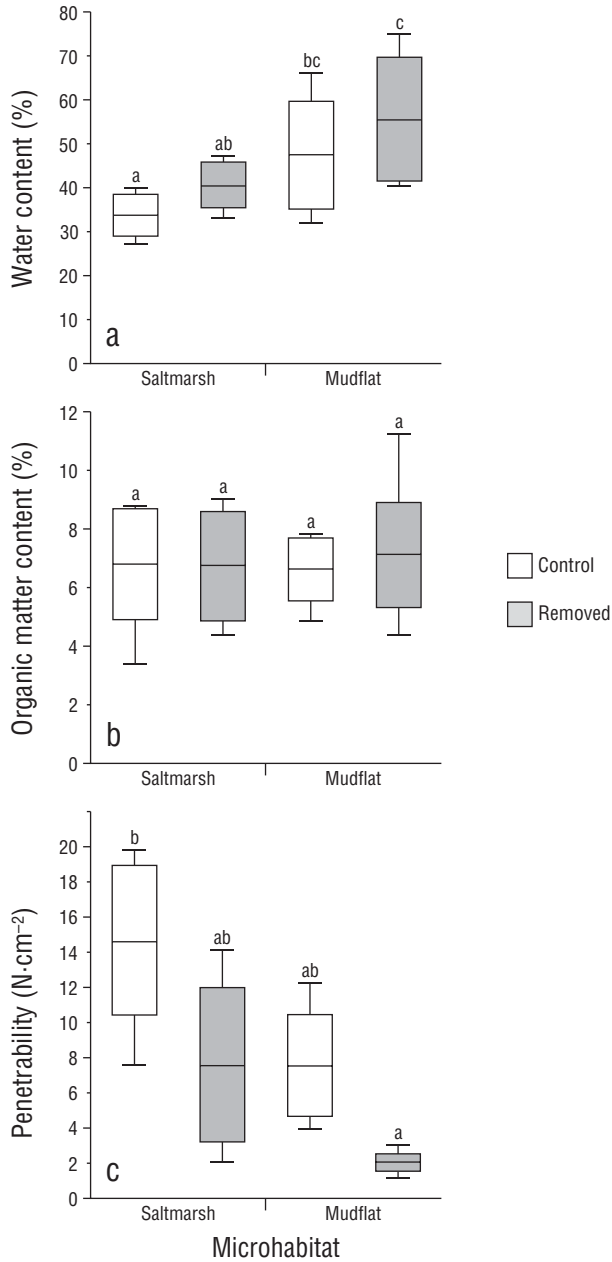 80
70
60
50
40
30
20
10
0
Water content (%)
a
ab
bc
c
a
Saltmarsh
Mudflat
12
10
8
6
4
2
0
Organic matter content (%)
a
a
a
a
b
Saltmarsh
Mudflat
Control
Removed
20
18
16
14
12
10
8
6
4
2
0
Penetrability (N·cm–2)
b
ab
ab
a
c
Saltmarsh
Mudflat
Microhabitat